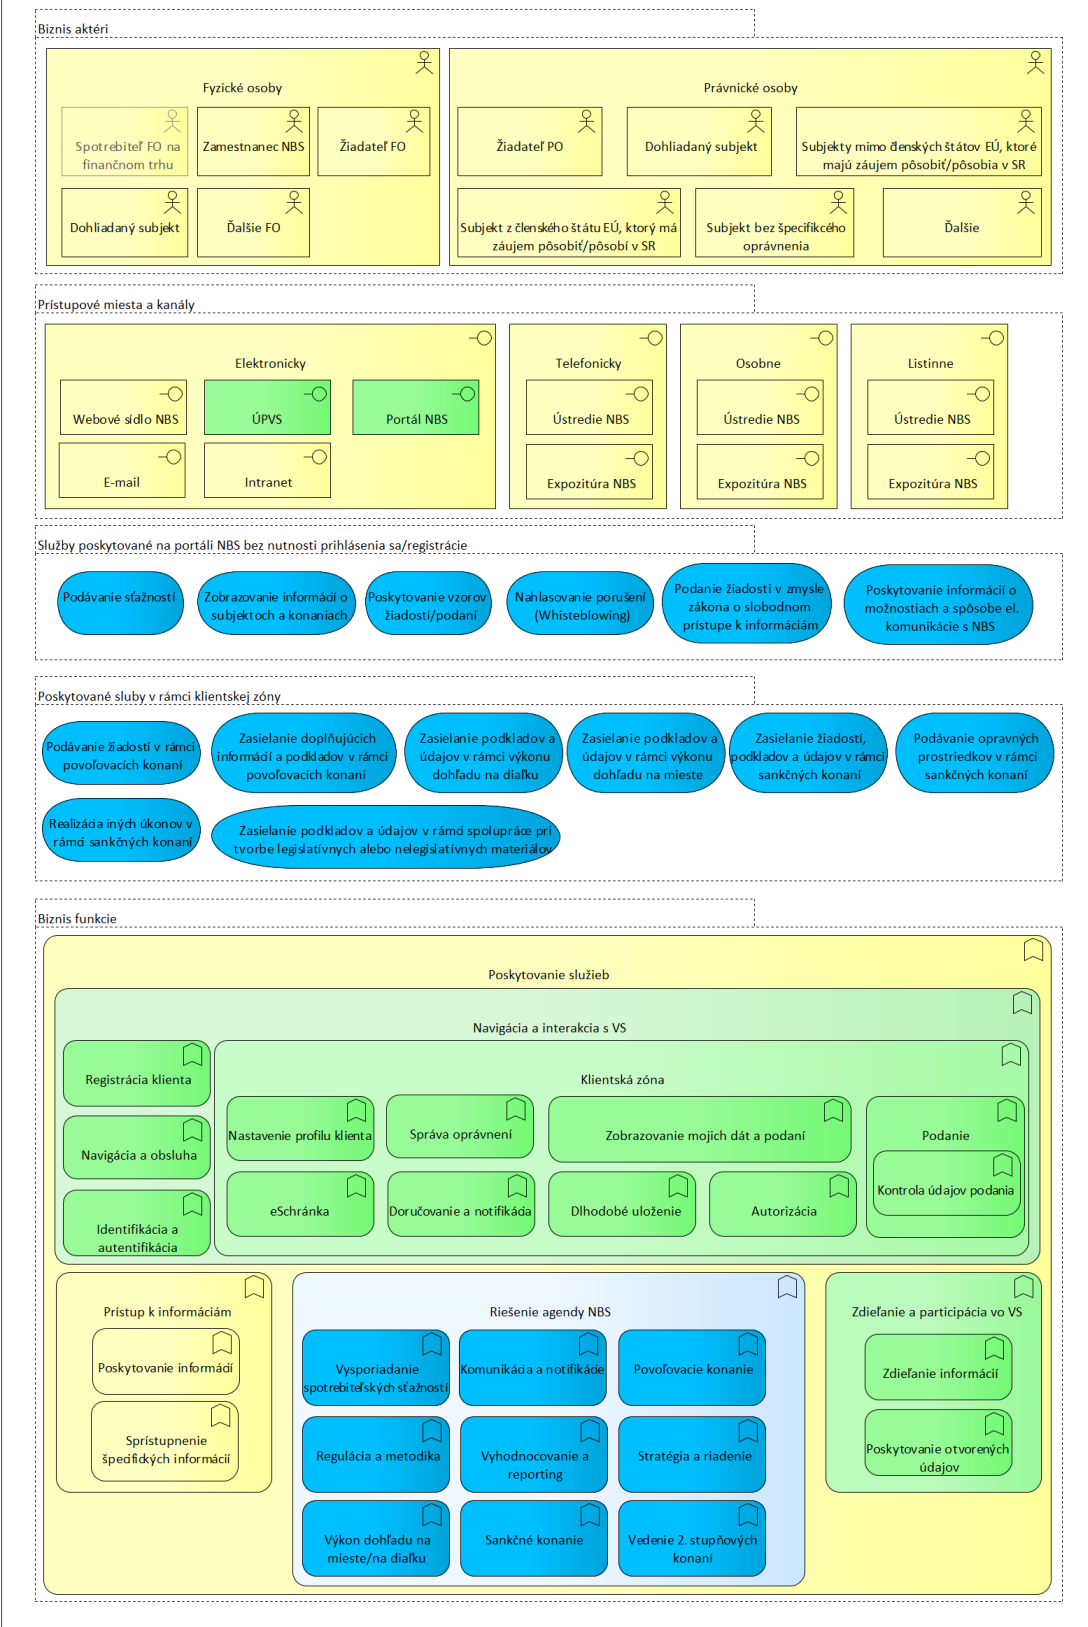 Biznis aktéri
Fyzické osoby
Právnické osoby
Spotrebiteľ FO na
finančnom trhu
Zamestnanec NBS
Žiadateľ FO
Žiadateľ PO
Dohliadaný subjekt
Subjekty mimo členských štátov EÚ, ktoré
majú záujem pôsobiť/pôsobia v SR
Dohliadaný subjekt
Ďalšie FO
Subjekt z členského štátu EÚ, ktorý má
záujem pôsobiť/pôsobí v SR
Subjekt bez špecifikcého
oprávnenia
Ďalšie
Prístupové miesta a kanály
Elektronicky
Telefonicky
Osobne
Listinne
Webové sídlo NBS
ÚPVS
Portál NBS
Ústredie NBS
Ústredie NBS
Ústredie NBS
E-mail
Intranet
Expozitúra NBS
Expozitúra NBS
Expozitúra NBS
Služby poskytované na portáli NBS bez nutnosti prihlásenia sa/registrácie
Podávanie sťažností
Zobrazovanie informácií o
subjektoch a konaniach
Poskytovanie vzorov
žiadostí/podaní
Nahlasovanie porušení
(Whisteblowing)
Podanie žiadosti v zmysle
zákona o slobodnom
prístupe k informáciám
Poskytovanie informácií o
možnostiach a spôsobe el.
komunikácie s NBS
Poskytované sluby v rámci klientskej zóny
Podávanie žiadostí v rámci
povoľovacích konaní
Zasielanie doplňujúcich
informácií a podkladov v rámci
povoľovacích konaní
Zasielanie podkladov a
údajov v rámci výkonu
dohľadu na diaľku
Zasielanie podkladov a
údajov v rámci výkonu
dohľadu na mieste
Zasielanie žiadostí,
podkladov a údajov v rámci
sankčných konaní
Podávanie opravných
prostriedkov v rámci
sankčných konaní
Realizácia iných úkonov v
rámci sankčných konaní
Zasielanie podkladov a údajov v rámci spolupráce pri
tvorbe legislatívnych alebo nelegislatívnych materiálov
Biznis funkcie
Poskytovanie služieb
Navigácia a interakcia s VS
Registrácia klienta
Klientská zóna
Nastavenie profilu klienta
Správa oprávnení
Zobrazovanie mojich dát a podaní
Podanie
Navigácia a obsluha
Kontrola údajov podania
eSchránka
Doručovanie a notifikácia
Dlhodobé uloženie
Autorizácia
Identifikácia a
autentifikácia
Prístup k informáciám
Riešenie agendy NBS
Zdieľanie a participácia vo VS
Poskytovanie informácií
Vysporiadanie
spotrebiteľských sťažností
Komunikácia a notifikácie
Povoľovacie konanie
Zdieľanie informácií
Sprístupnenie
špecifických informácií
Regulácia a metodika
Vyhodnocovanie a
reporting
Stratégia a riadenie
Poskytovanie otvorených
údajov
Výkon dohľadu na
mieste/na diaľku
Sankčné konanie
Vedenie 2. stupňových
konaní